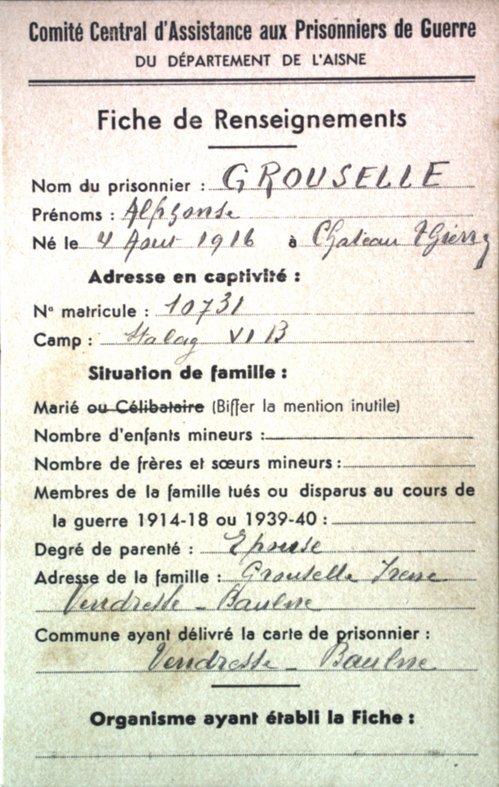 Comité Central d'Assistance aux Prisonniers de Guerre
DU DÉPARTEMENT DE L'AISNE
Fiche de Renseignements
Nom du prisonnier : GROUSELLE
Prénoms : Alphonse
Né le 4 Aout 1916 à Chateau Thierry
Adresse en captivité :
N° matricule : 10731
Camp : Stalag VI B
Situation de famille :
Marié ou Célibataire (Biffer la mention inutile)
Nombre d'enfants mineurs :
Nombre de frères et sœurs mineurs :
Membres de la famille tués ou disparus au cours de
la guerre 1914-18 ou 1939-40 :
Degré de parenté : Epouse
Adresse de la famille : Grouselle Irene
Vendresse - Baulne
Commune ayant délivré la carte de prisonnier :
Vendresse - Baulne
Organisme ayant établi la Fiche :